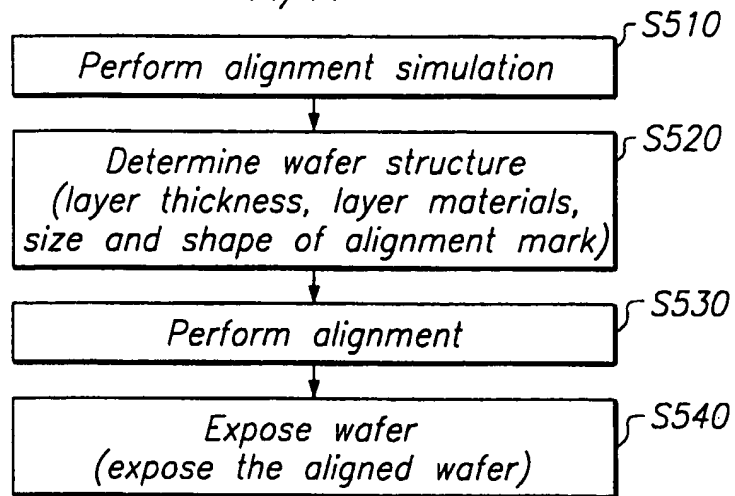 S510
Perform alignment simulation
S520
Determine wafer structure
(layer thickness, layer materials,
size and shape of alignment mark)
S530
Perform alignment
S540
Expose wafer
(expose the aligned wafer)